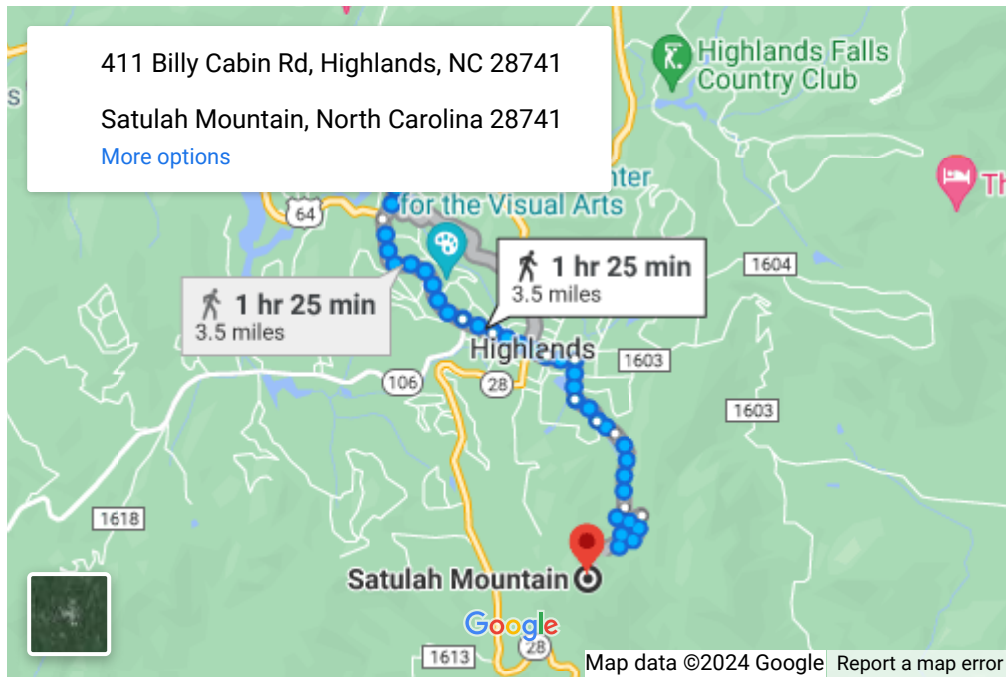 411 Billy Cabin Rd, Highlands, NC 28741
Satulah Mountain, North Carolina 28741
More options
Highlands Falls
Country Club
s
Th
nter
for the Visual Arts
64
1 hr 25 min
3.5 miles
1604
1 hr 25 min
3.5 miles
Highlands
1603
106
28
1603
1618
Satulah Mountain
Google
28
1613
Map data ©2024 Google
Report a map error